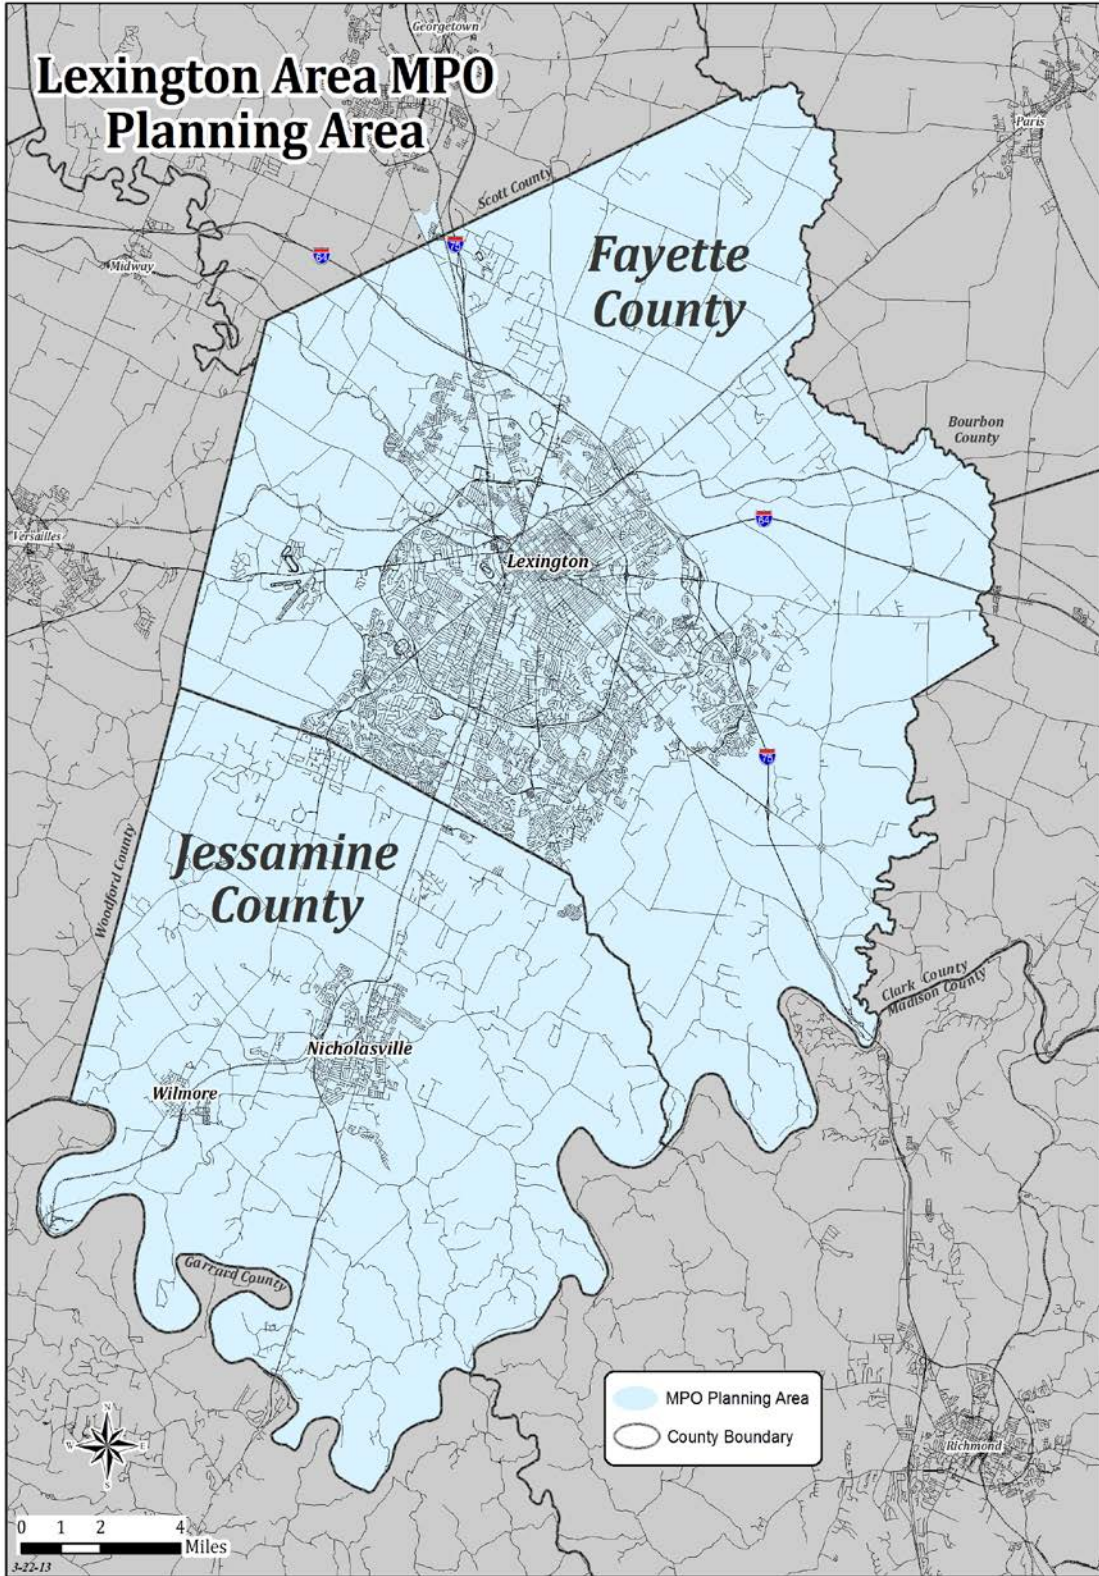 Georgetown
Lexington Area MPO
Planning Area
Paris
Scott County
75
64
Midway
Fayette
County
Bourbon
County
64
Versailles
Lexington
75
Jessamine
County
Woodford County
Clark County
Madison County
Nicholasville
Wilmore
Garrard County
MPO Planning Area
County Boundary
Richmond
N
W
E
S
0 1 2 4
Miles
3-22-13